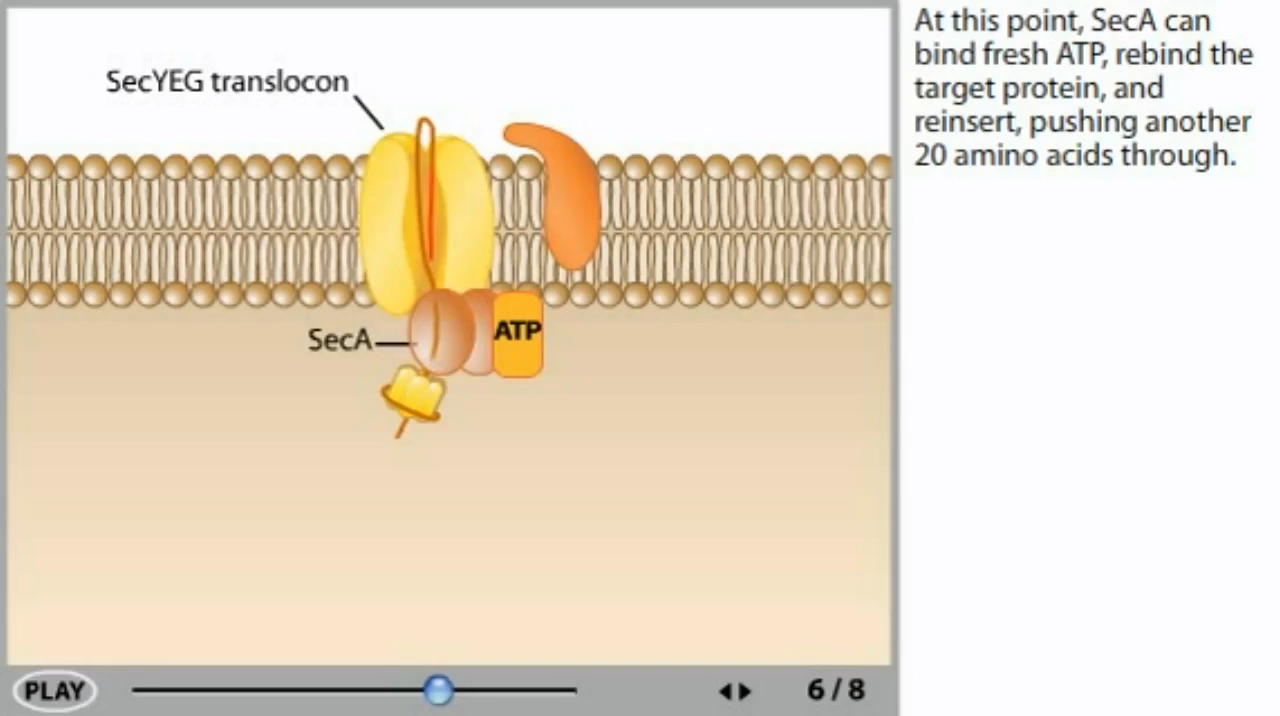 At this point, SecA can
bind fresh ATP, rebind the
target protein, and
reinsert, pushing another
20 amino acids through.
SecYEG translocon
SecA
ATP
PLAY
6 / 8